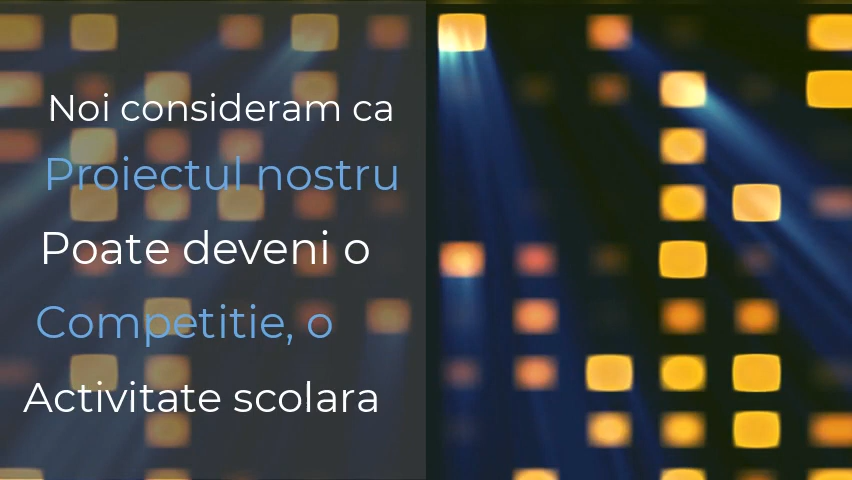 Noi consideram ca
Proiectul nostru
Poate deveni o
Competitie, o
Activitate scolara